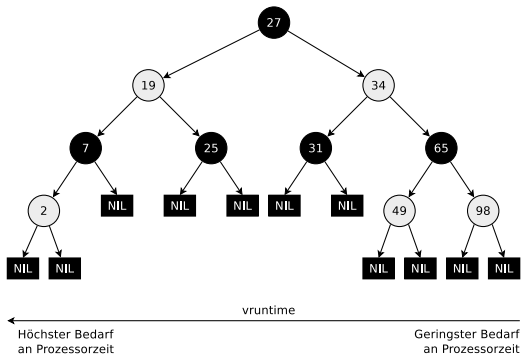 27
19
34
7
25
31
65
NIL
NIL
NIL
NIL
NIL
2
49
98
NIL
NIL
NIL
NIL
NIL
NIL
vruntime
Höchster Bedarf
an Prozessorzeit
Geringster Bedarf
an Prozessorzeit